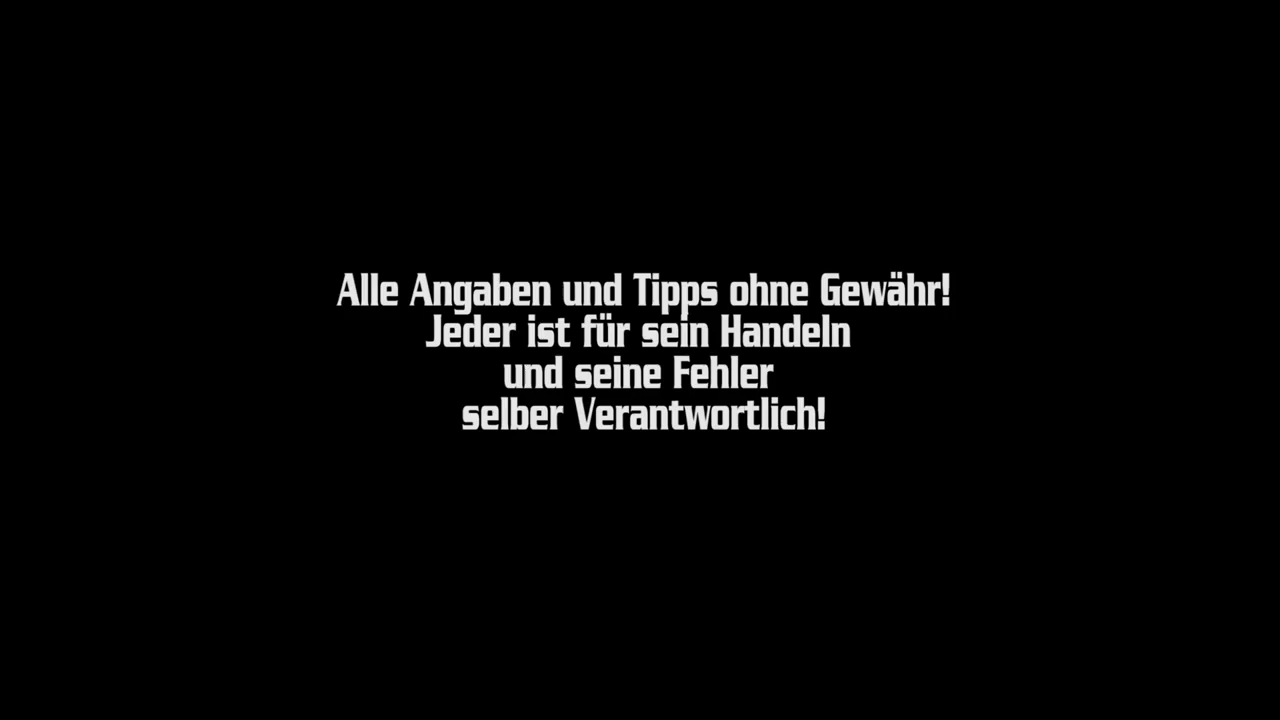 Alle Angaben und Tipps ohne Gewähr!
Jeder ist für sein Handeln
und seine Fehler
selber Verantwortlich!